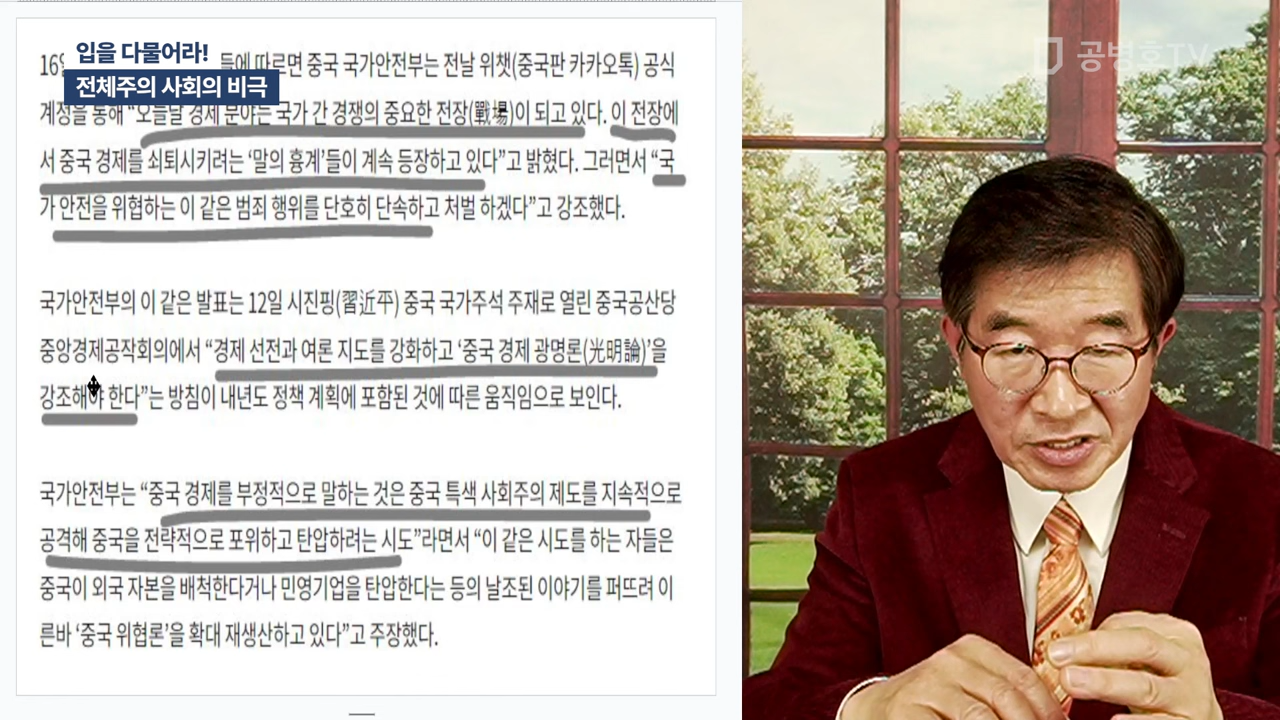 입을 다물어라!
전체주의 사회의 비극
공병호TV
들에 따르면 중국 국가안전부는 전날 위챗(중국판 카카오톡) 공식
계정을 통해 “오늘날 경제 분야는 국가 간 경쟁의 중요한 전장(戰場)이 되고 있다. 이 전장에
서 중국 경제를 쇠퇴시키려는 ‘말의 흉계’들이 계속 등장하고 있다”고 밝혔다. 그러면서 “국
가 안전을 위협하는 이 같은 범죄 행위를 단호히 단속하고 처벌 하겠다”고 강조했다.
국가안전부의 이 같은 발표는 12일 시진핑(習近平) 중국 국가주석 주재로 열린 중국공산당
중앙경제공작회의에서 “경제 선전과 여론 지도를 강화하고 ‘중국 경제 광명론(光明論)’을
강조해야 한다”는 방침이 내년도 정책 계획에 포함된 것에 따른 움직임으로 보인다.
국가안전부는 “중국 경제를 부정적으로 말하는 것은 중국 특색 사회주의 제도를 지속적으로
공격해 중국을 전략적으로 포위하고 탄압하려는 시도”라면서 “이 같은 시도를 하는 자들은
중국이 외국 자본을 배척한다거나 민영기업을 탄압한다는 등의 날조된 이야기를 퍼뜨려 이
른바 ‘중국 위협론’을 확대 재생산하고 있다”고 주장했다.